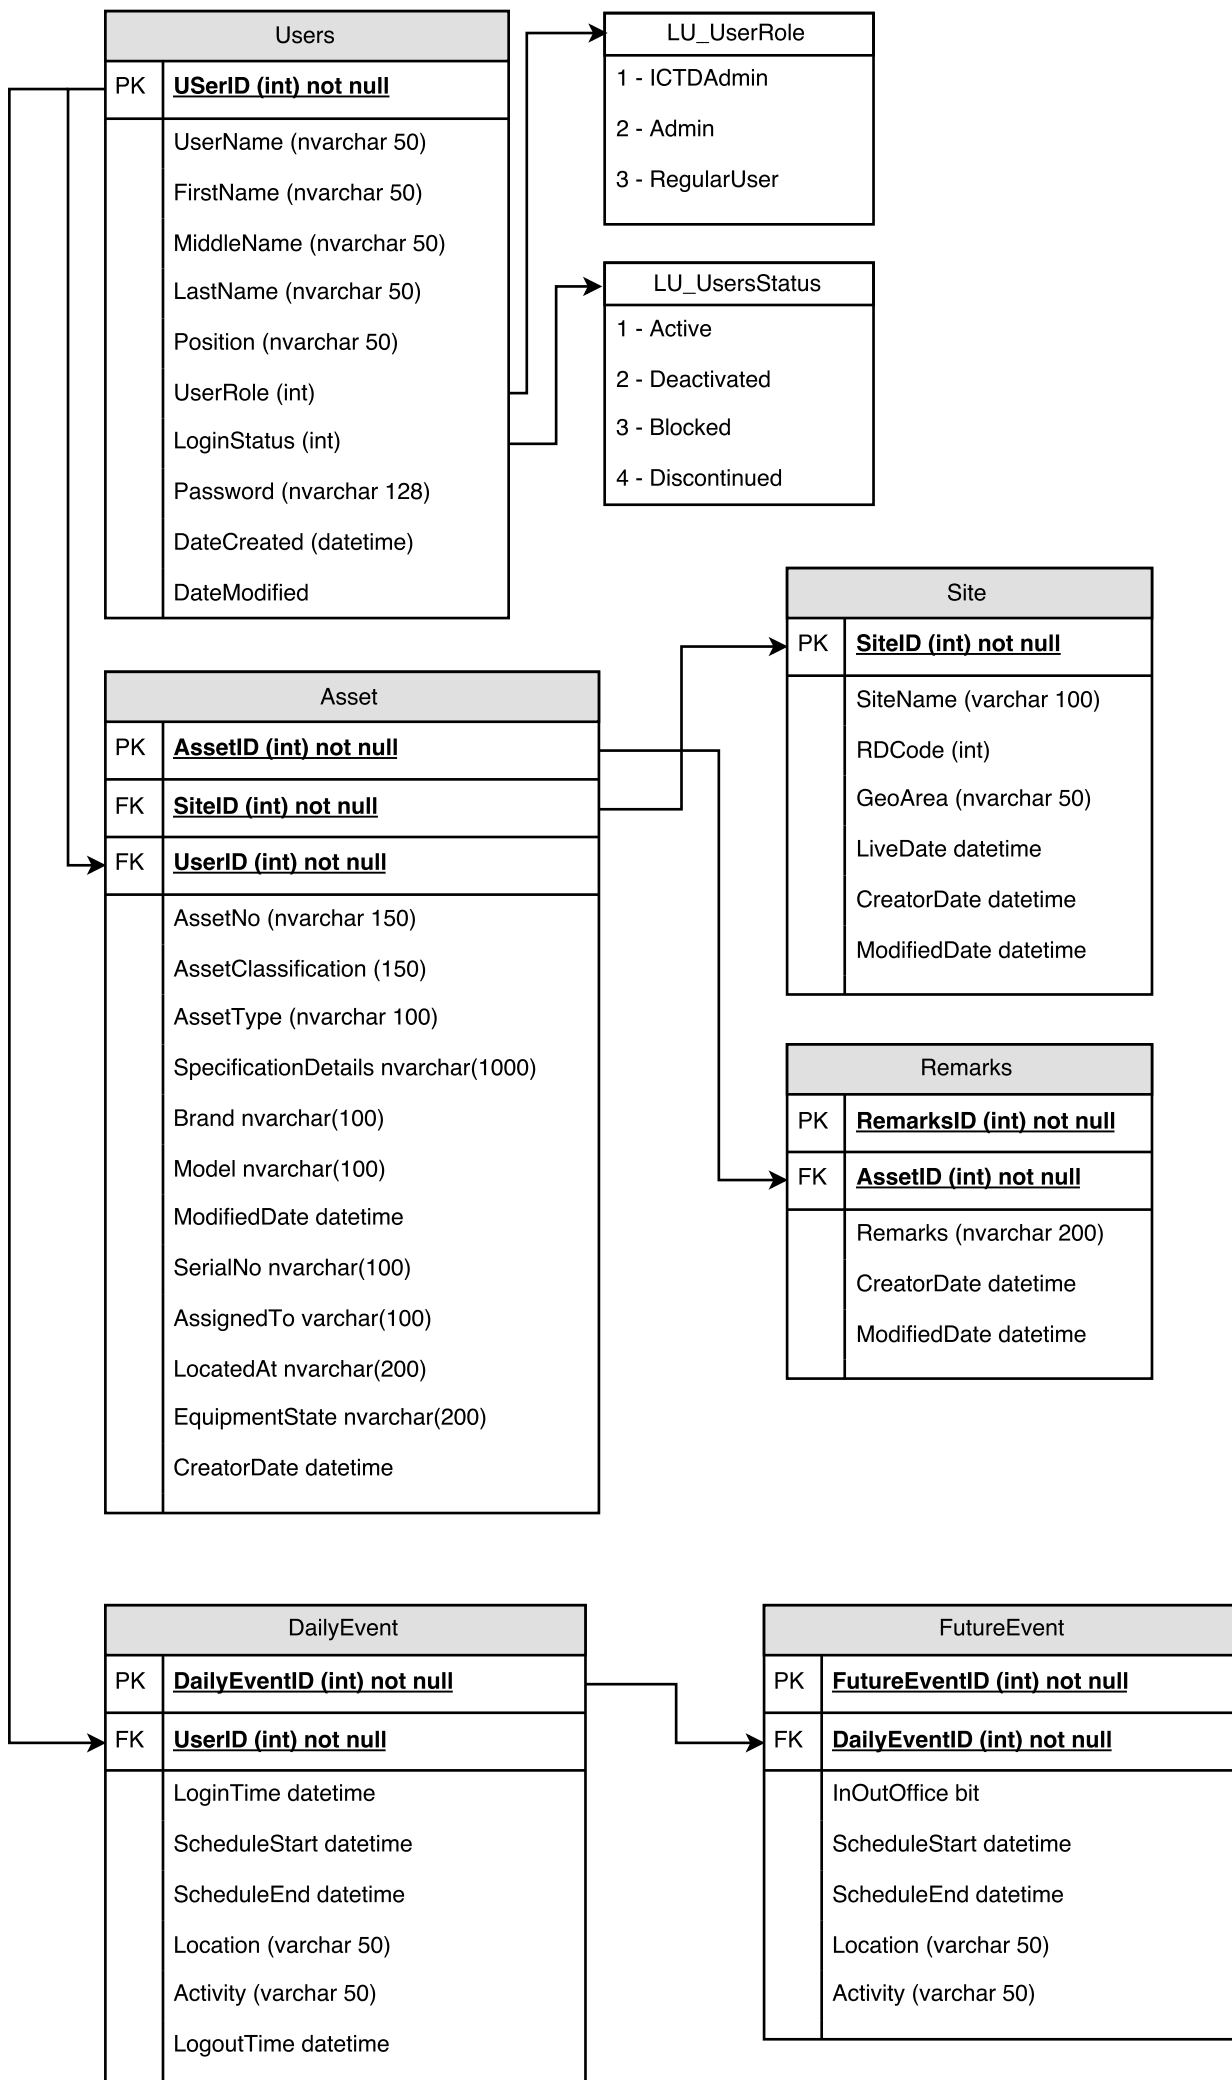 Users
PK USerID (int) not null
UserName (nvarchar 50)
FirstName (nvarchar 50)
MiddleName (nvarchar 50)
LastName (nvarchar 50)
Position (nvarchar 50)
UserRole (int)
LoginStatus (int)
Password (nvarchar 128)
DateCreated (datetime)
DateModified
LU_UserRole
1 - ICTDAdmin
2 - Admin
3 - RegularUser
LU_UsersStatus
1 - Active
2 - Deactivated
3 - Blocked
4 - Discontinued
Site
PK SiteID (int) not null
SiteName (varchar 100)
RDCode (int)
GeoArea (nvarchar 50)
LiveDate datetime
CreatorDate datetime
ModifiedDate datetime
Asset
PK AssetID (int) not null
FK SiteID (int) not null
FK UserID (int) not null
AssetNo (nvarchar 150)
AssetClassification (150)
AssetType (nvarchar 100)
SpecificationDetails nvarchar(1000)
Brand nvarchar(100)
Model nvarchar(100)
ModifiedDate datetime
SerialNo nvarchar(100)
AssignedTo varchar(100)
LocatedAt nvarchar(200)
EquipmentState nvarchar(200)
CreatorDate datetime
Remarks
PK RemarksID (int) not null
FK AssetID (int) not null
Remarks (nvarchar 200)
CreatorDate datetime
ModifiedDate datetime
DailyEvent
PK DailyEventID (int) not null
FK UserID (int) not null
LoginTime datetime
ScheduleStart datetime
ScheduleEnd datetime
Location (varchar 50)
Activity (varchar 50)
LogoutTime datetime
FutureEvent
PK FutureEventID (int) not null
FK DailyEventID (int) not null
InOutOffice bit
ScheduleStart datetime
ScheduleEnd datetime
Location (varchar 50)
Activity (varchar 50)